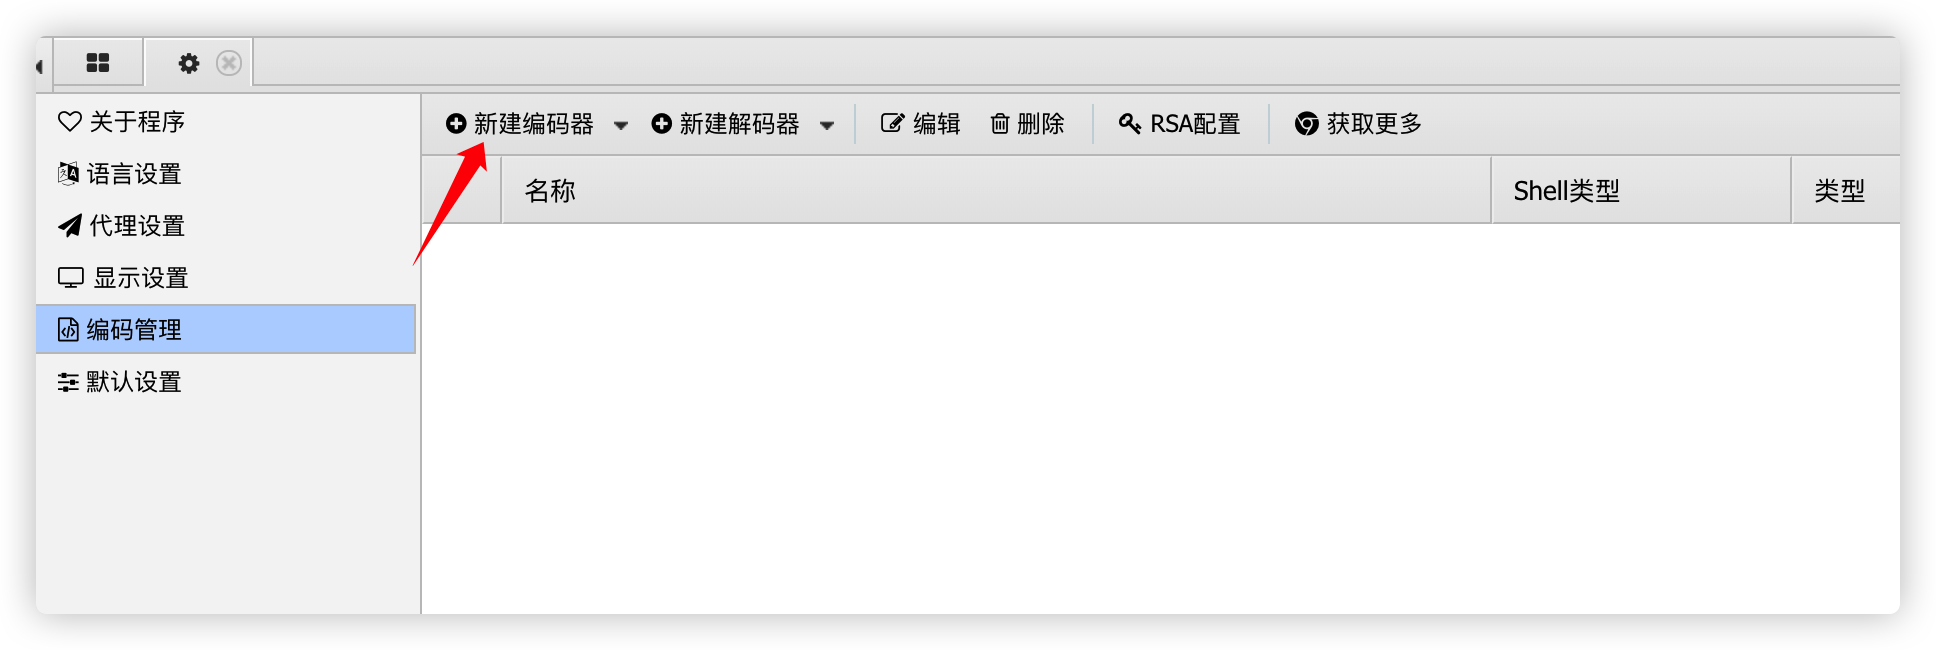 关于程序
语言设置
代理设置
显示设置
编码管理
默认设置
新建编码器 新建解码器 编辑 删除 RSA配置 获取更多
名称 Shell类型 类型